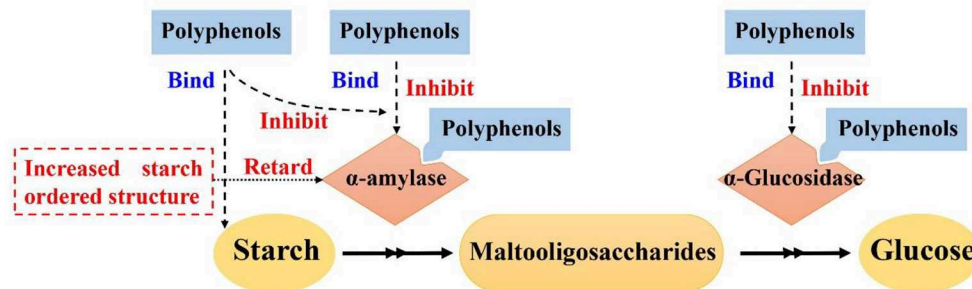 Polyphenols
Polyphenols
Polyphenols
Bind
Bind
Inhibit
Bind
Inhibit
Inhibit
Polyphenols
Polyphenols
Increased starch
ordered structure
Retard
α-amylase
α-Glucosidase
Starch
Maltooligosaccharides
Glucose